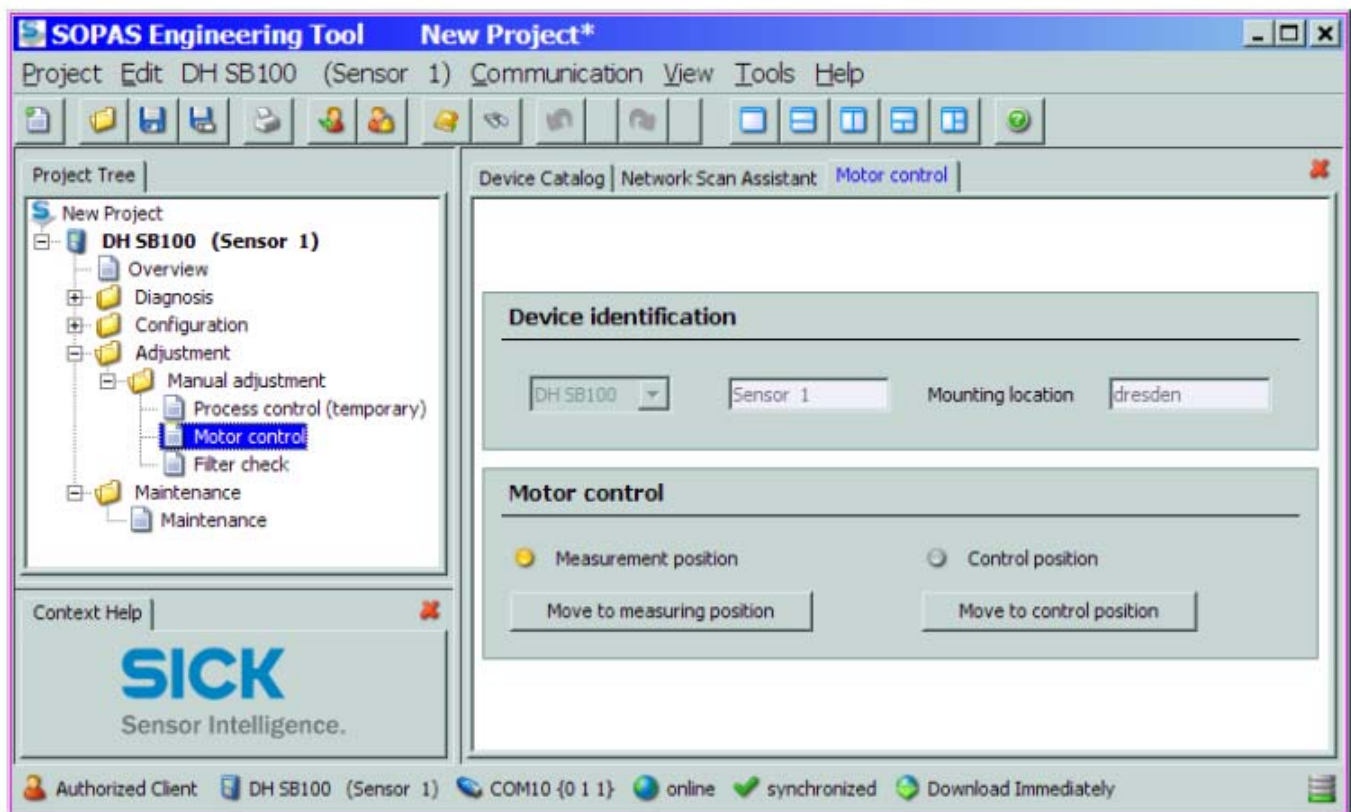 SOPAS Engineering Tool New Project*
Project Edit DH SB100 (Sensor 1) Communication View Tools Help
Project Tree
New Project
DH SB100 (Sensor 1)
Overview
Diagnosis
Configuration
Adjustment
Manual adjustment
Process control (temporary)
Motor control
Filter check
Maintenance
Maintenance
Context Help
SICK
Sensor Intelligence.
Device Catalog Network Scan Assistant Motor control
Device identification
DH SB100 Sensor 1 Mounting location dresden
Motor control
Measurement position Control position
Move to measuring position Move to control position
Authorized Client DH SB100 (Sensor 1) COM10 {0 1 1} online synchronized Download Immediately